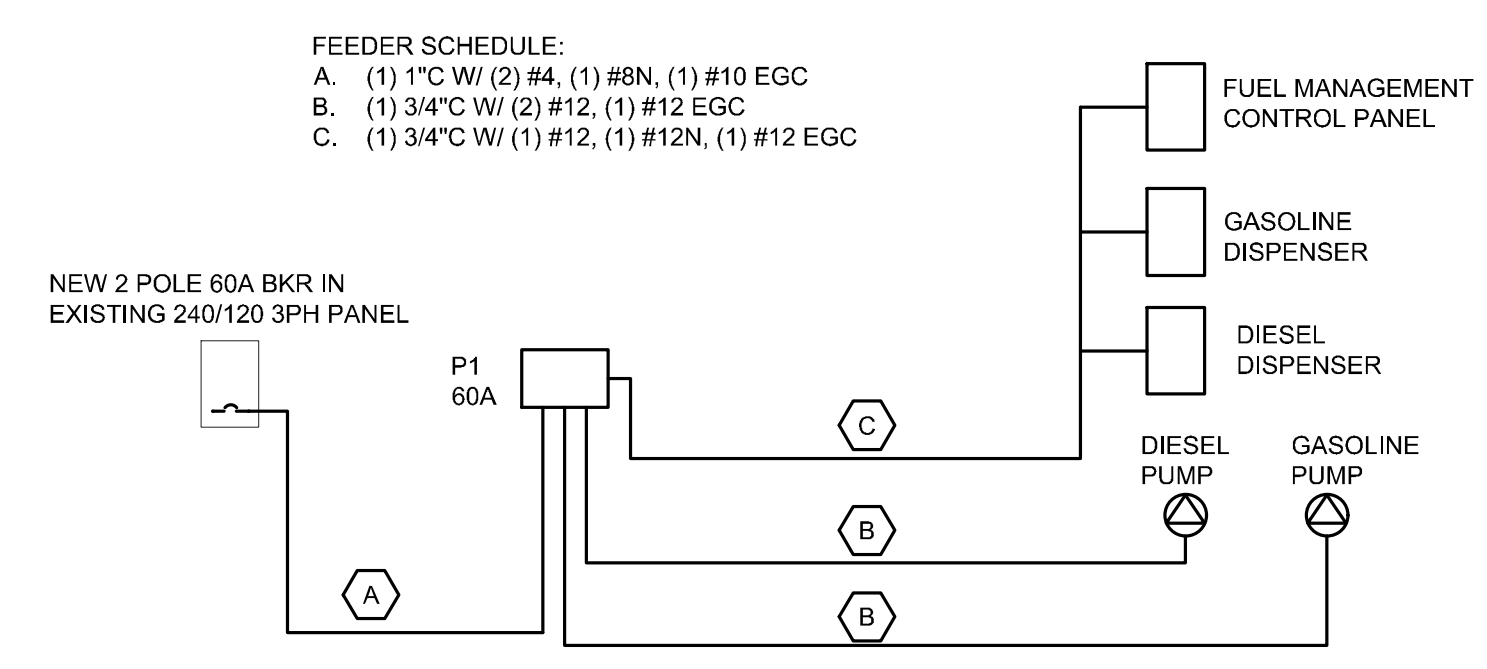 FEEDER SCHEDULE:
A. (1) 1"C W/ (2) #4, (1) #8N, (1) #10 EGC
B. (1) 3/4"C W/ (2) #12, (1) #12 EGC
C. (1) 3/4"C W/ (1) #12, (1) #12N, (1) #12 EGC
FUEL MANAGEMENT
CONTROL PANEL
GASOLINE
DISPENSER
NEW 2 POLE 60A BKR IN
EXISTING 240/120 3PH PANEL
DIESEL
DISPENSER
P1
60A
C
DIESEL
PUMP
GASOLINE
PUMP
B
A
B